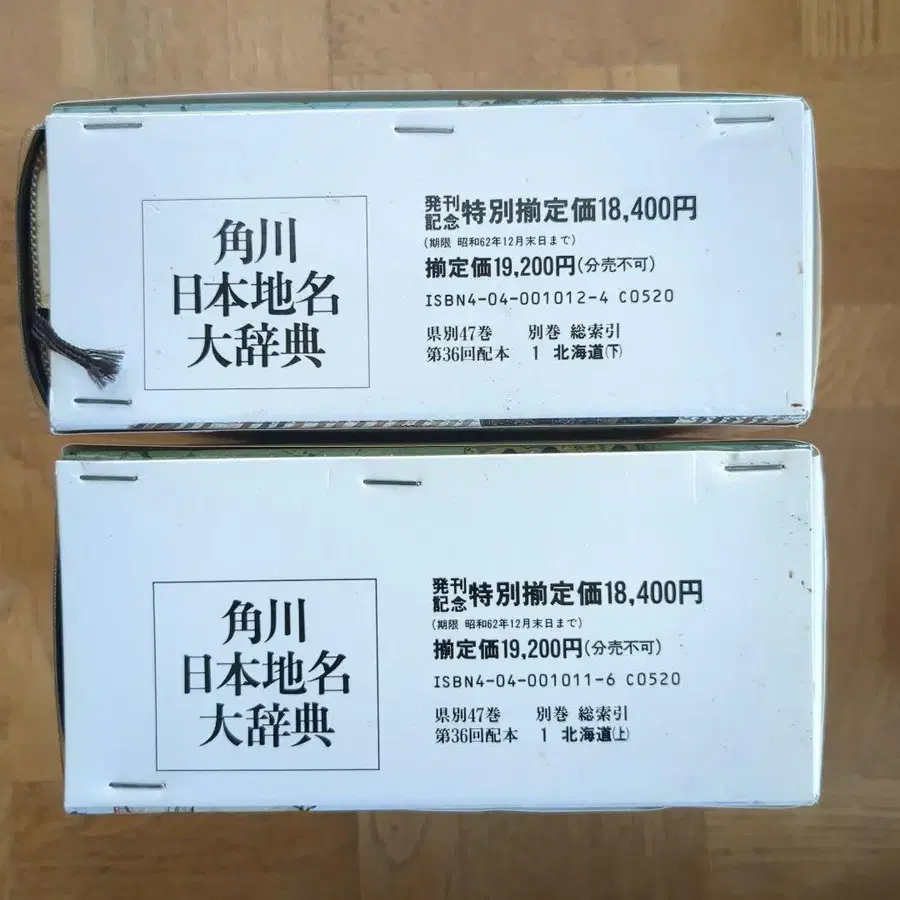 角川
日本地名
大辞典
発刊記念 特別揃定価18,400円
(期限 昭和62年12月末日まで)
揃定価19,200円(分売不可)
ISBN4-04-001012-4 C0520
県別47巻 別巻 総索引
第36回配本 1 北海道(下)
角川
日本地名
大辞典
発刊記念 特別揃定価18,400円
(期限 昭和62年12月末日まで)
揃定価19,200円(分売不可)
ISBN4-04-001011-6 C0520
県別47巻 別巻 総索引
第36回配本 1 北海道(上)